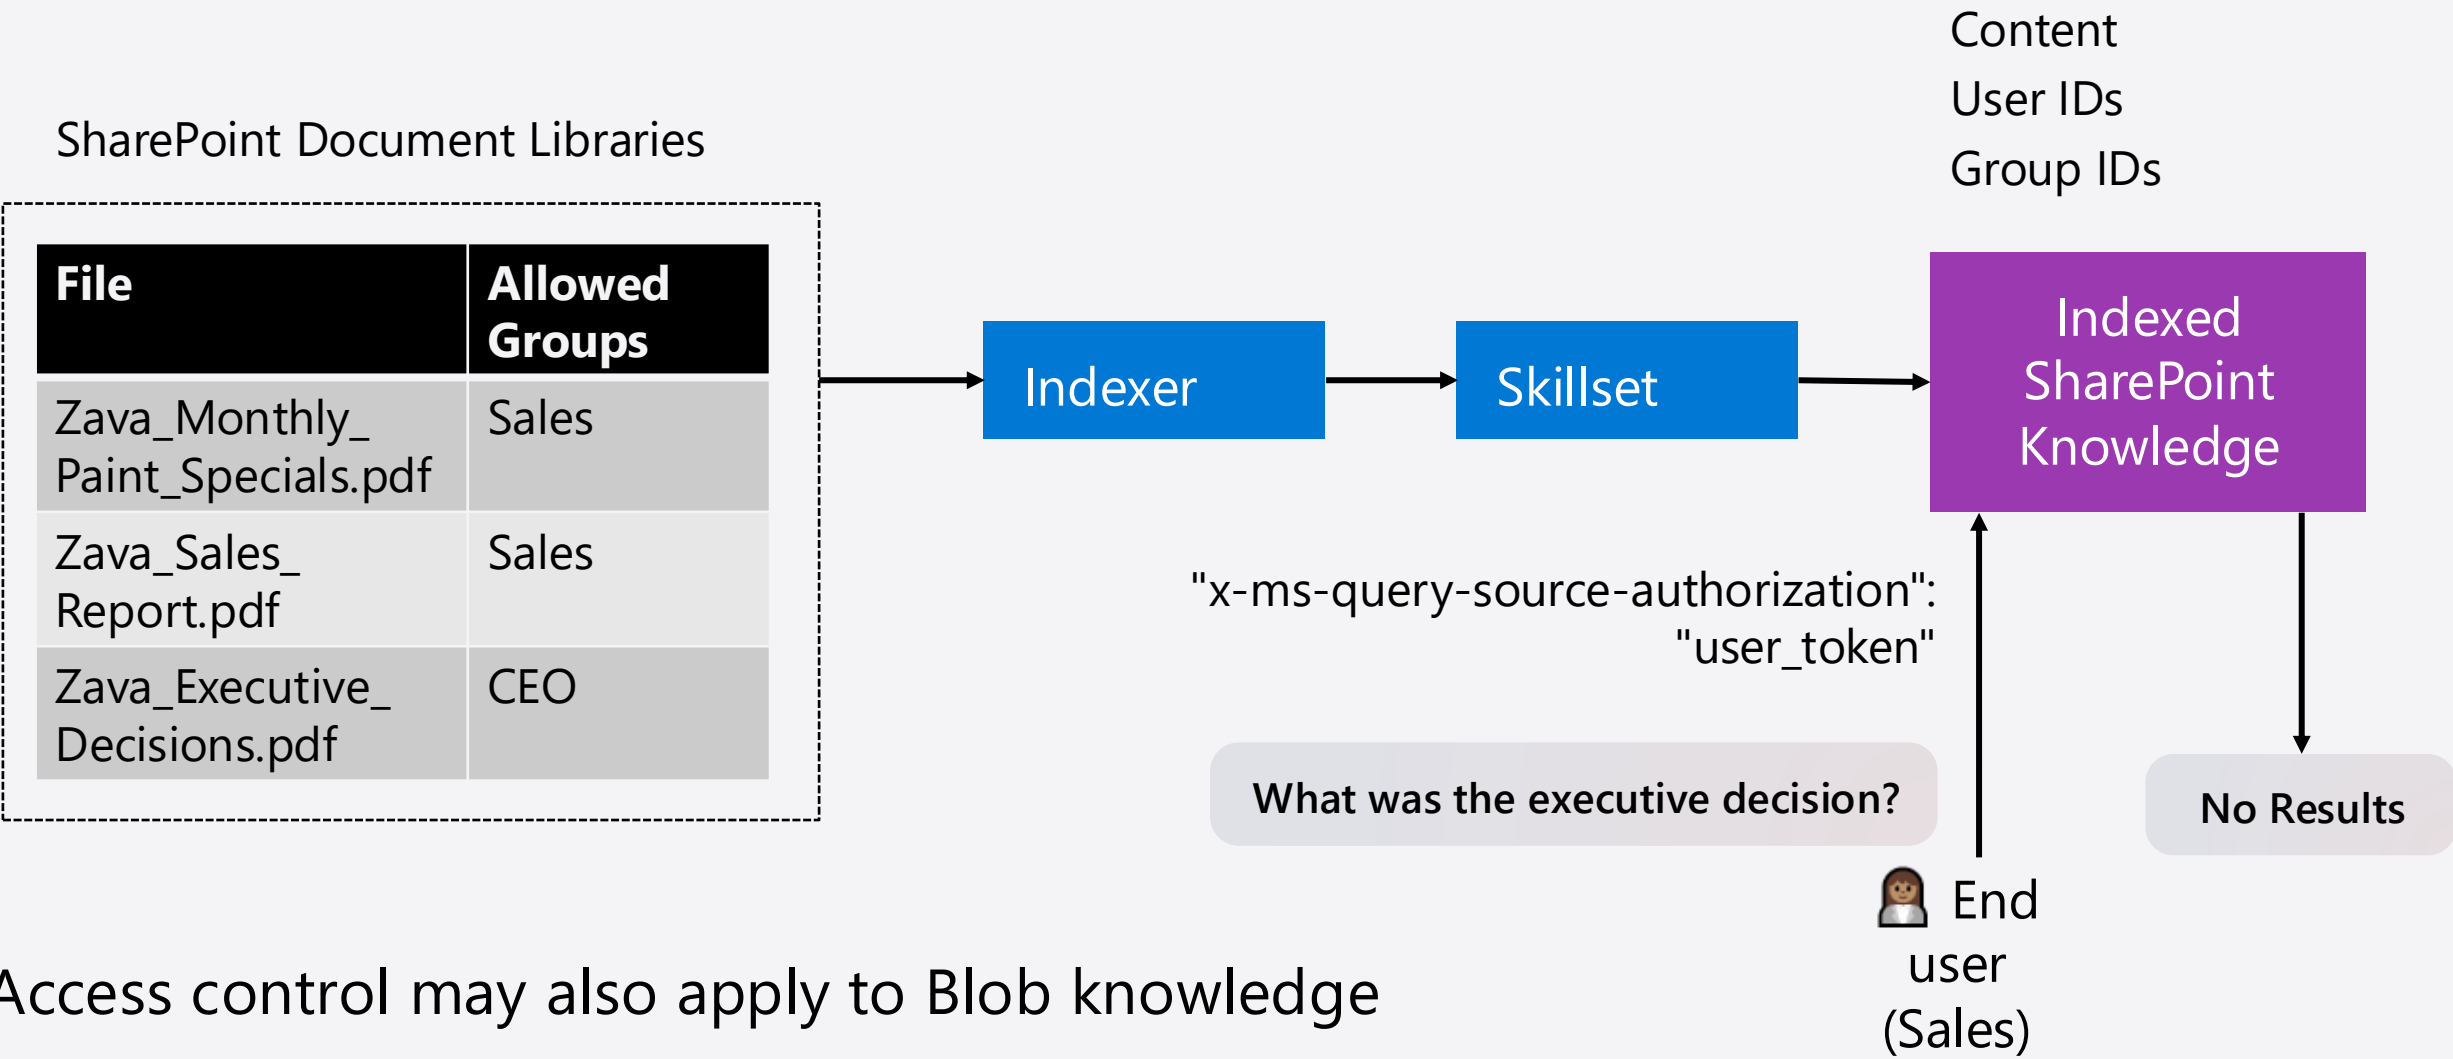 Content
User IDs
Group IDs
SharePoint Document Libraries
File
Allowed
Groups
Zava_Monthly_
Paint_Specials.pdf
Sales
Zava_Sales_
Report.pdf
Sales
Zava_Executive_
Decisions.pdf
CEO
Indexer
Skillset
Indexed
SharePoint
Knowledge
"x-ms-query-source-authorization":
"user_token"
What was the executive decision?
No Results
End
user
(Sales)
Access control may also apply to Blob knowledge